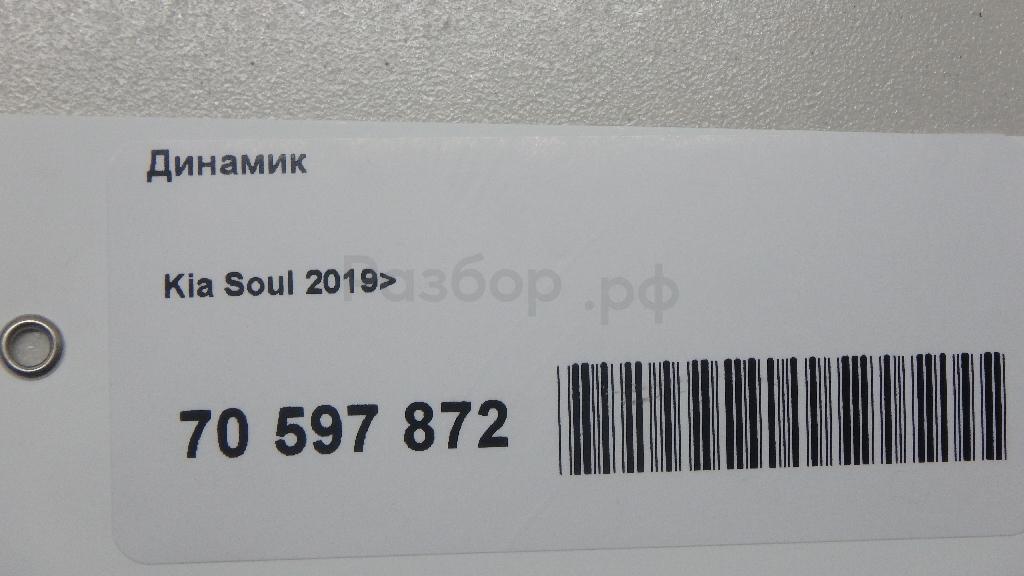 Динамик
Kia Soul 2019>
Разбор.рф
70 597 872